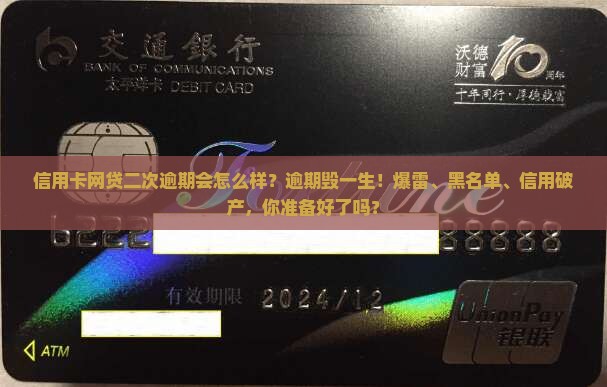 交通銀行
BANK OF COMMUNICATIONS
太平洋卡 DEBIT CARD
沃德
财富
10
周年
十年同行·厚德载富
Fortune
信用卡网贷二次逾期会怎么样？逾期毁一生！爆雷、黑名单、信用破
产，你准备好了吗？
6222
88888
有效期限 2024/12
ATM
UnionPay
银联